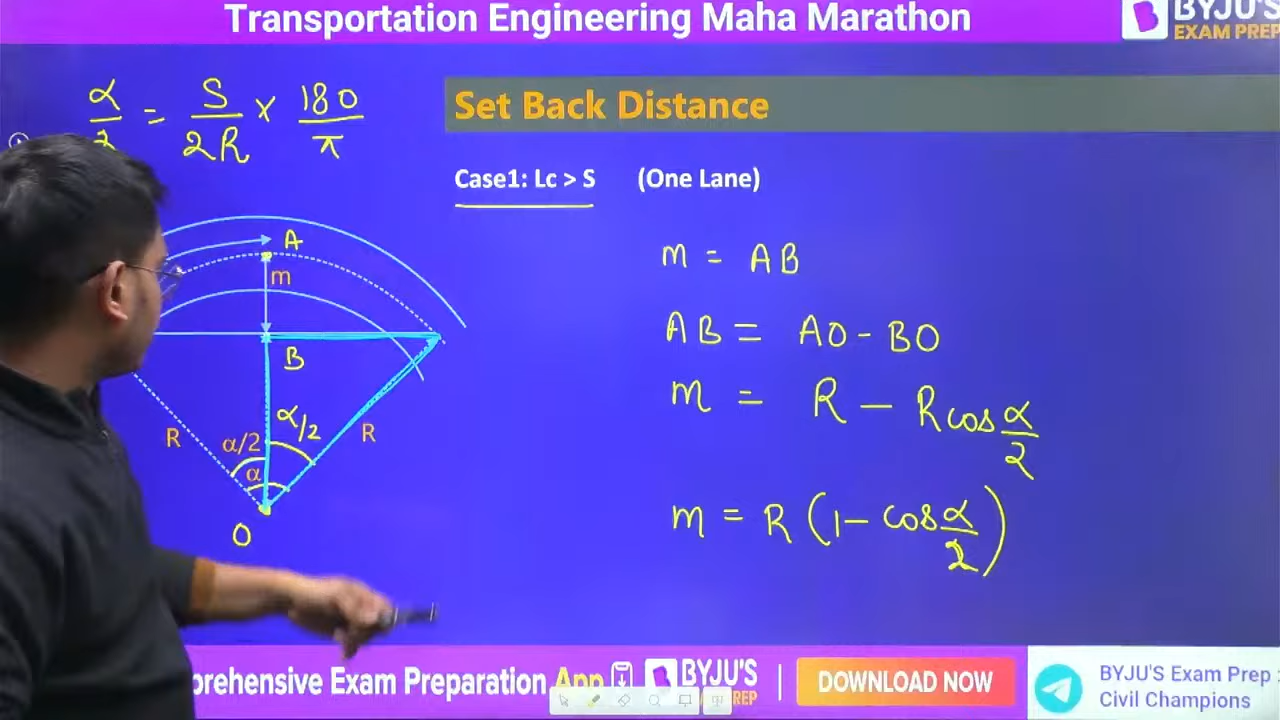 Transportation Engineering Maha Marathon
BYJU'S
EXAM PREP
α/2 = S/2R × 180/π
Set Back Distance
Case1: Lc > S (One Lane)
A
m
B
α/2
R
R
α/2
α
O
m = AB
AB = AO - BO
m = R - R cos α/2
m = R (1 - cos α/2)
Exam Preparation App
BYJU'S
DOWNLOAD NOW
BYJU'S Exam Prep :
Civil Champions